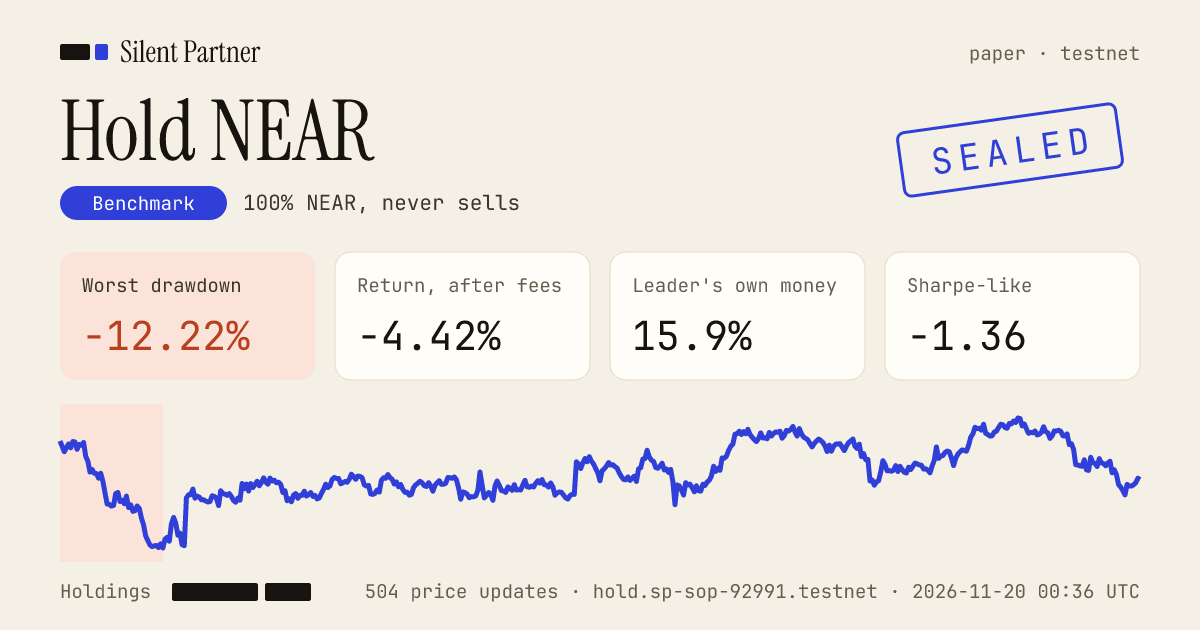 Silent Partner
paper · testnet
Hold NEAR
SEALED
Benchmark
100% NEAR, never sells
Worst drawdown
-12.22%
Return, after fees
-4.42%
Leader's own money
15.9%
Sharpe-like
-1.36
Holdings
504 price updates · hold.sp-sop-92991.testnet · 2026-11-20 00:36 UTC